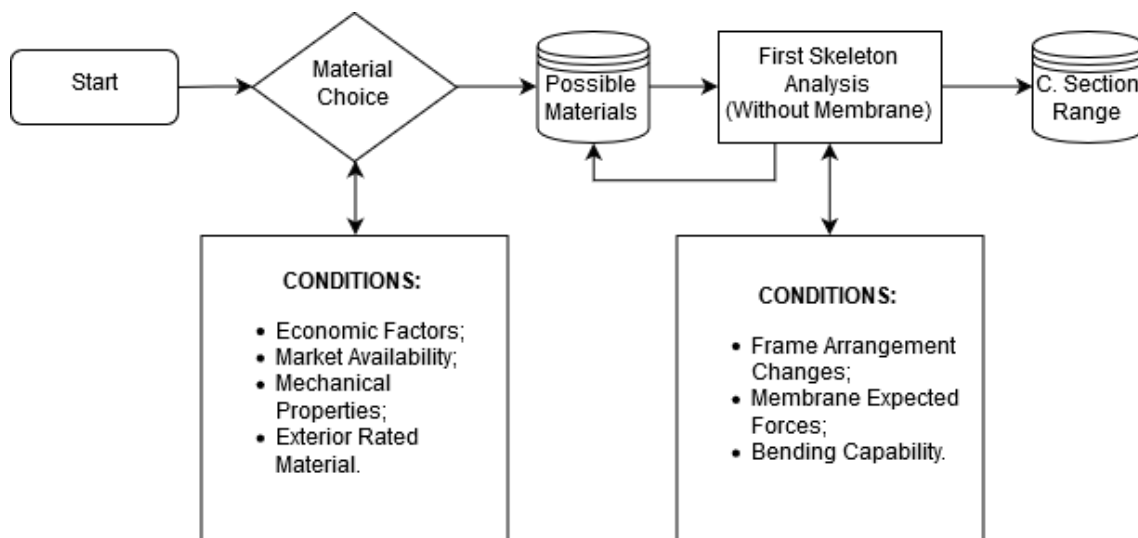 Start
Material
Choice
Possible
Materials
First Skeleton
Analysis
(Without Membrane)
C. Section
Range
CONDITIONS:
• Economic Factors;
• Market Availability;
• Mechanical
Properties;
• Exterior Rated
Material.
CONDITIONS:
• Frame Arrangement
Changes;
• Membrane Expected
Forces;
• Bending Capability.